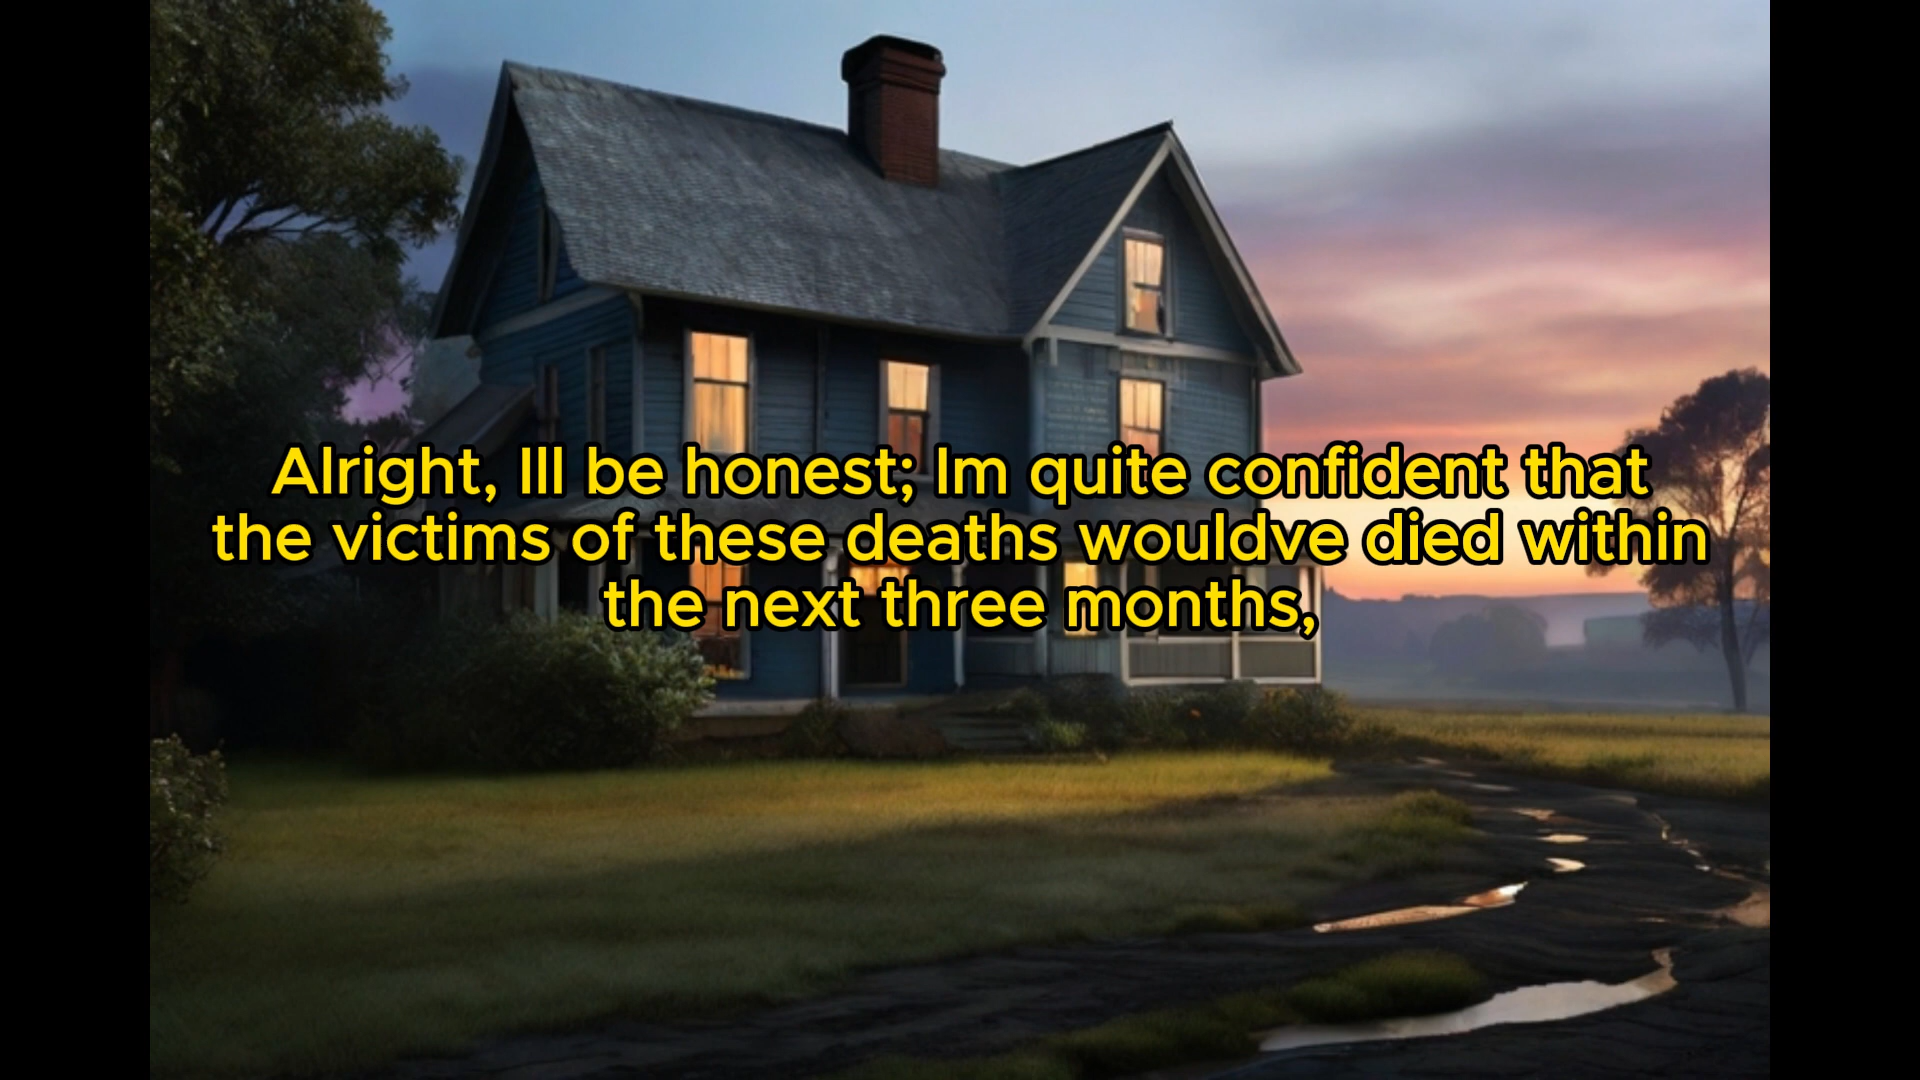 Alright, Ill be honest; Im quite confident that
the victims of these deaths wouldve died within
the next three months,